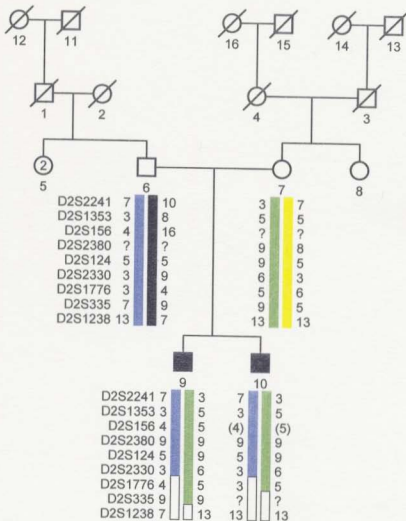 12 11 16 15 14 13
1 2 4 3
2
5 6 7 8
D2S2241 7 10 3 7
D2S1353 3 8 5 5
D2S156 4 16 ? ?
D2S2380 ? ? 9 8
D2S124 5 5 9 5
D2S2330 3 9 6 3
D2S1776 3 4 5 6
D2S335 7 9 9 5
D2S1238 13 7 13 13
9 10
D2S2241 7 3 7 3
D2S1353 3 5 3 5
D2S156 4 5 (4) (5)
D2S2380 9 9 9 9
D2S124 5 9 5 9
D2S2330 3 6 3 6
D2S1776 4 5 3 5
D2S335 9 9 ? ?
D2S1238 7 13 13 13